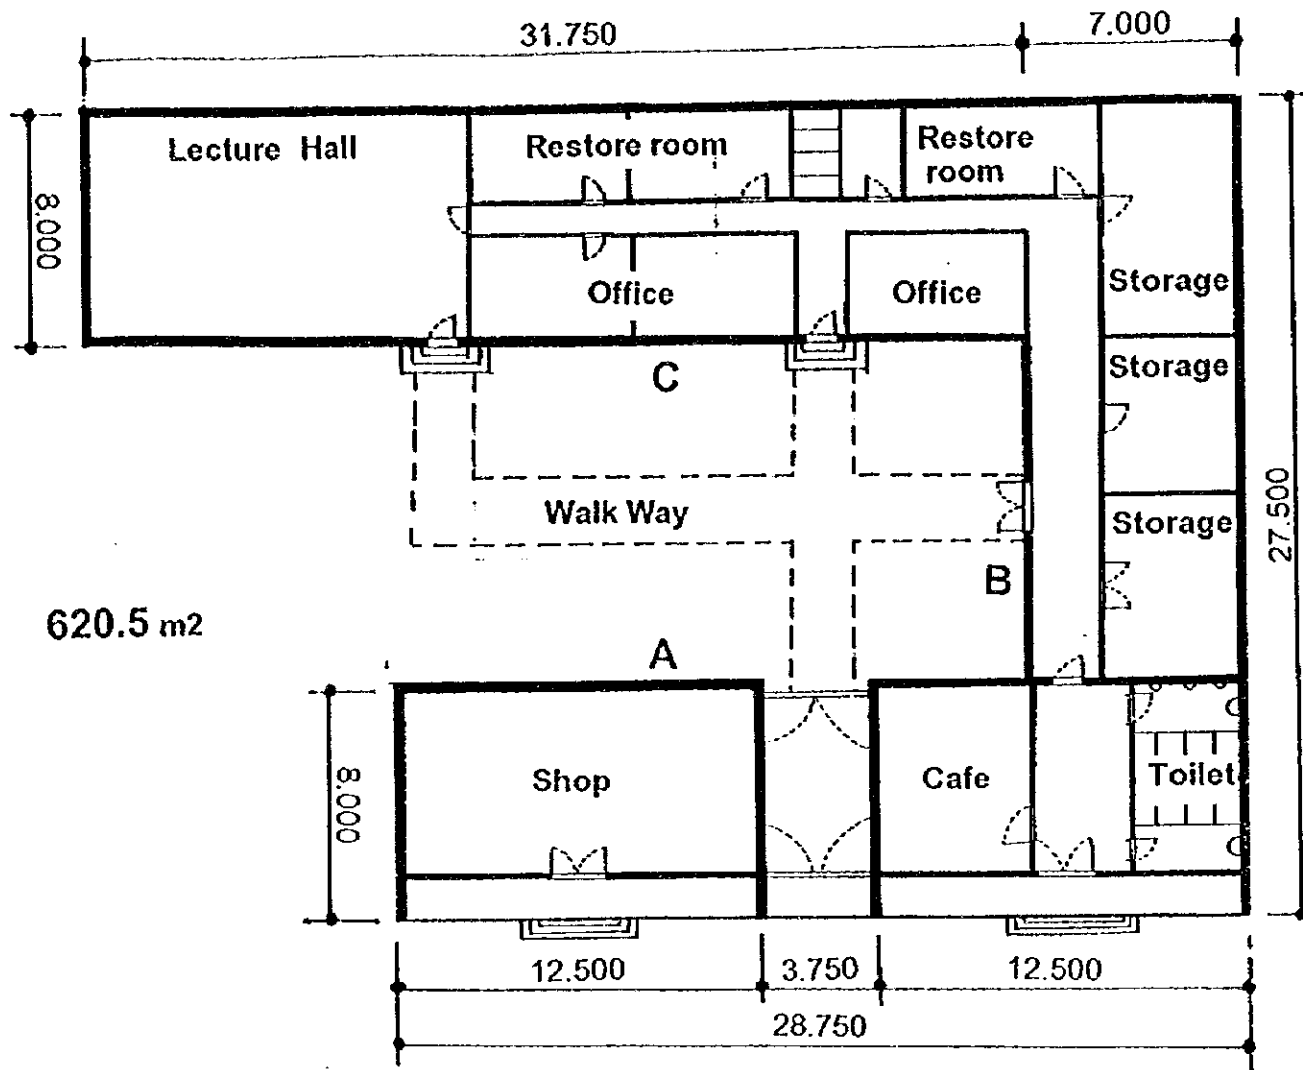 31.750
7.000
Lecture Hall
Restore room
Restore
room
8.000
Storage
Office
Office
Storage
C
Walk Way
Storage
27.500
B
620.5 m2
A
8.000
Shop
Cafe
Toilet
12.500
3.750
12.500
28.750